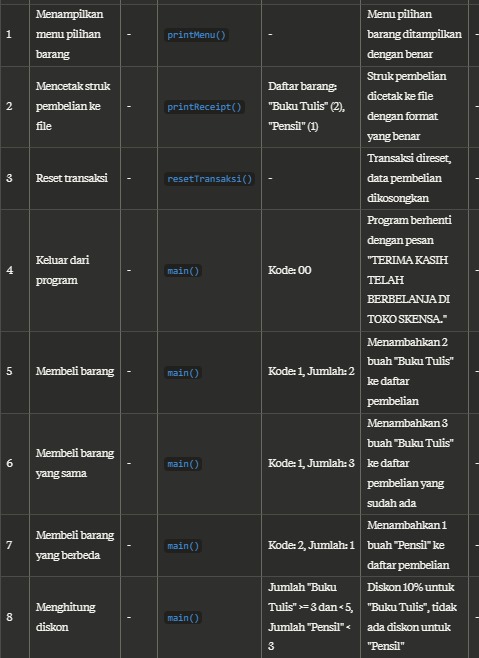 Menampilkan
menu pilihan
barang
1
-
printMenu()
-
Menu pilihan
barang ditampilkan
dengan benar
-
2
Mencetak struk
pembelian ke
file
-
printReceipt()
Daftar barang:
"Buku Tulis" (2),
"Pensil" (1)
Struk pembelian
dicetak ke file
dengan format
yang benar
-
3
Reset transaksi
-
resetTransaksi()
-
Transaksi direset,
data pembelian
dikosongkan
-
4
Keluar dari
program
-
main()
Kode: 00
Program berhenti
dengan pesan
"TERIMA KASIH
TELAH
BERBELANJA DI
TOKO SKENSA."
-
5
Membeli barang
-
main()
Kode: 1, Jumlah: 2
Menambahkan 2
buah "Buku Tulis"
ke daftar
pembelian
-
6
Membeli barang
yang sama
-
main()
Kode: 1, Jumlah: 3
Menambahkan 3
buah "Buku Tulis"
ke daftar
pembelian yang
sudah ada
-
7
Membeli barang
yang berbeda
-
main()
Kode: 2, Jumlah: 1
Menambahkan 1
buah "Pensil" ke
daftar pembelian
-
8
Menghitung
diskon
-
main()
Jumlah "Buku
Tulis" >= 3 dan < 5,
Jumlah "Pensil" <
3
Diskon 10% untuk
"Buku Tulis", tidak
ada diskon untuk
"Pensil"
-